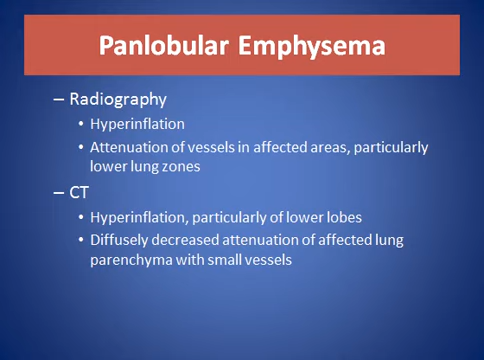 Panlobular Emphysema
– Radiography
• Hyperinflation
• Attenuation of vessels in affected areas, particularly
lower lung zones
– CT
• Hyperinflation, particularly of lower lobes
• Diffusely decreased attenuation of affected lung
parenchyma with small vessels